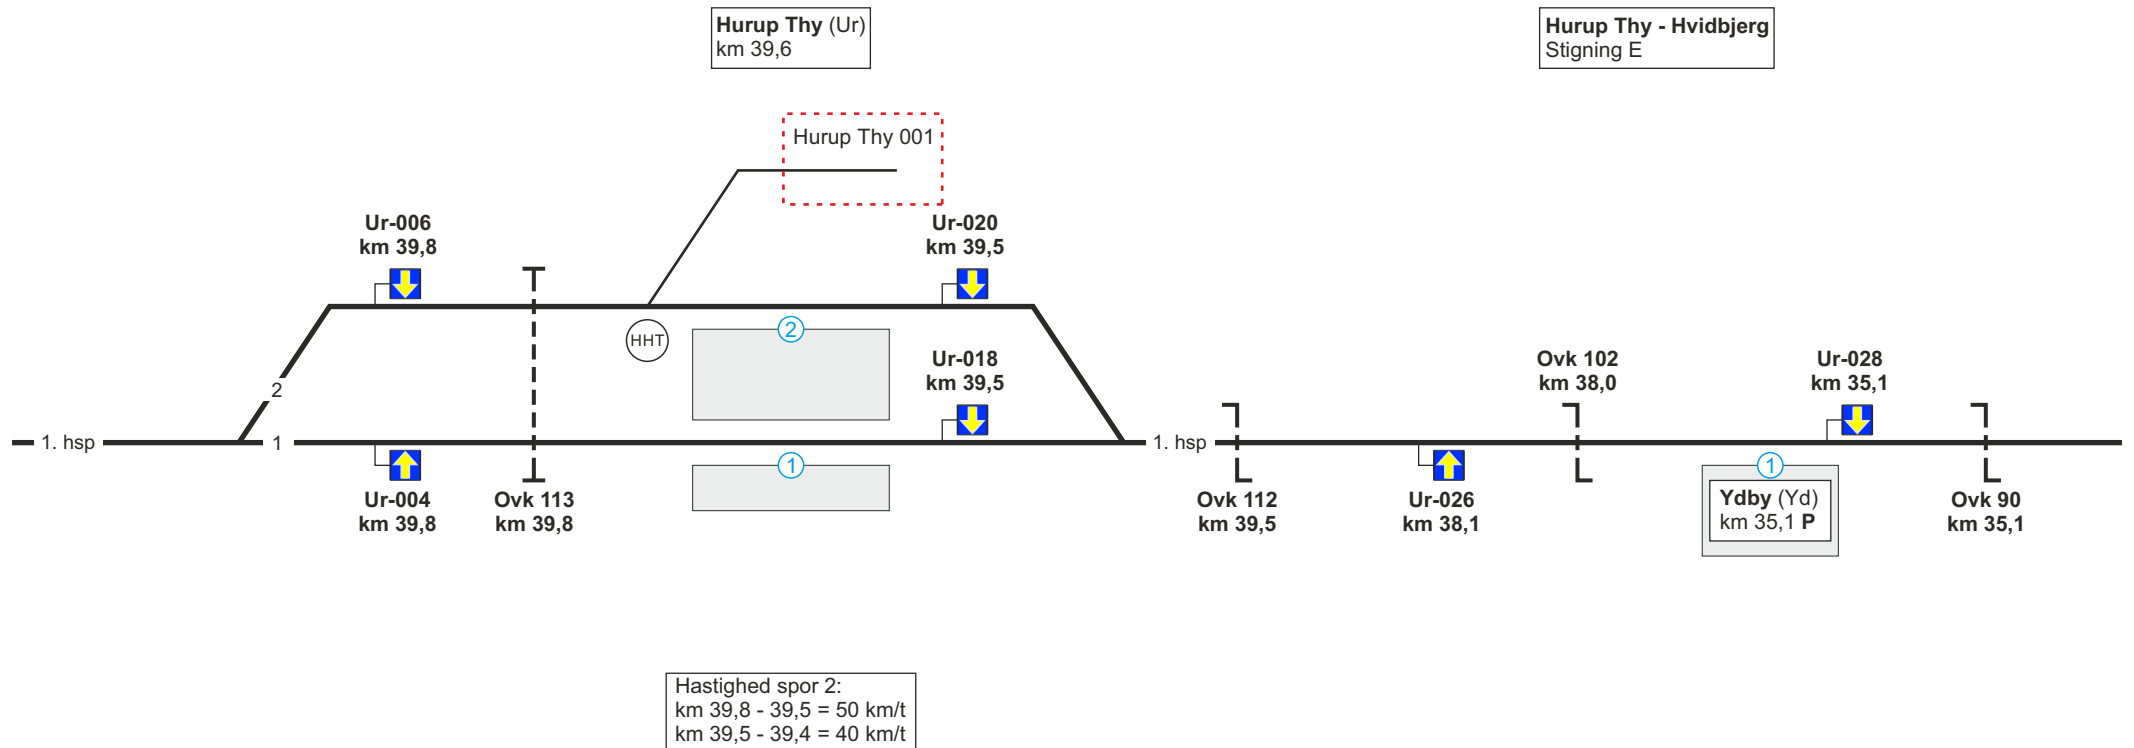 Hurup Thy (Ur)
km 39,6
Hurup Thy - Hvidbjerg
Stigning E
Hurup Thy 001
Ur-006
km 39,8
Ur-020
km 39,5
HHT
2
Ur-018
km 39,5
Ovk 102
km 38,0
Ur-028
km 35,1
2
1. hsp
1
1. hsp
1
1
Ur-004
km 39,8
Ovk 113
km 39,8
Ovk 112
km 39,5
Ur-026
km 38,1
Ydby (Yd)
km 35,1 P
Ovk 90
km 35,1
Hastighed spor 2:
km 39,8 - 39,5 = 50 km/t
km 39,5 - 39,4 = 40 km/t